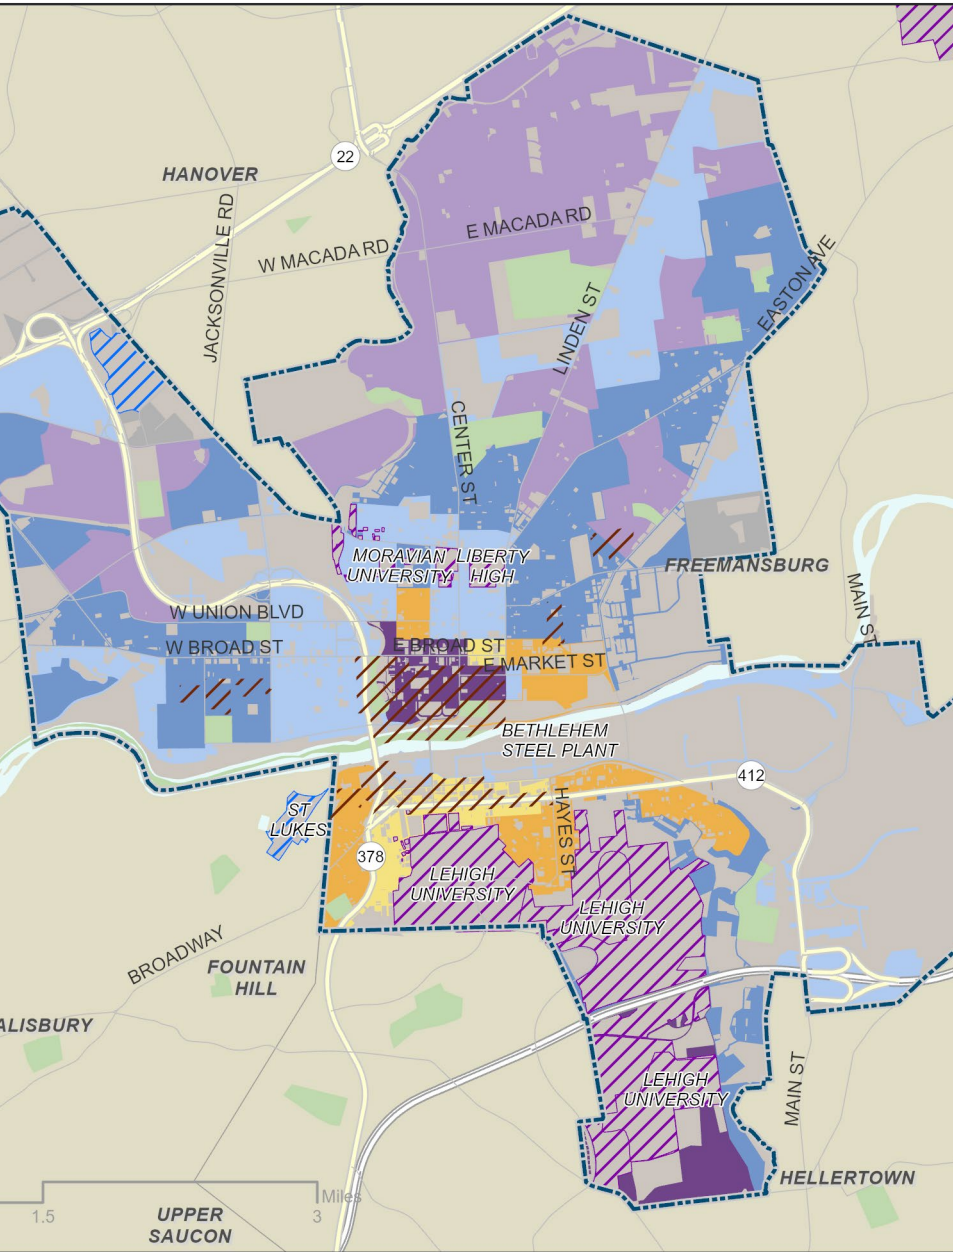 HANOVER
22
JACKSONVILLE RD
W MACADA RD
E MACADA RD
LINDEN ST
EASTON AVE
CENTER ST
MORAVIAN
UNIVERSITY
LIBERTY
HIGH
FREEMANSBURG
MAIN ST
W UNION BLVD
W BROAD ST
E BROAD ST
E MARKET ST
BETHLEHEM
STEEL PLANT
412
HAYES ST
ST
LUKES
378
LEHIGH
UNIVERSITY
LEHIGH
UNIVERSITY
BROADWAY
FOUNTAIN
HILL
ALISBURY
LEHIGH
UNIVERSITY
MAIN ST
HELLERTOWN
Miles
1.5
3
UPPER
SAUCON